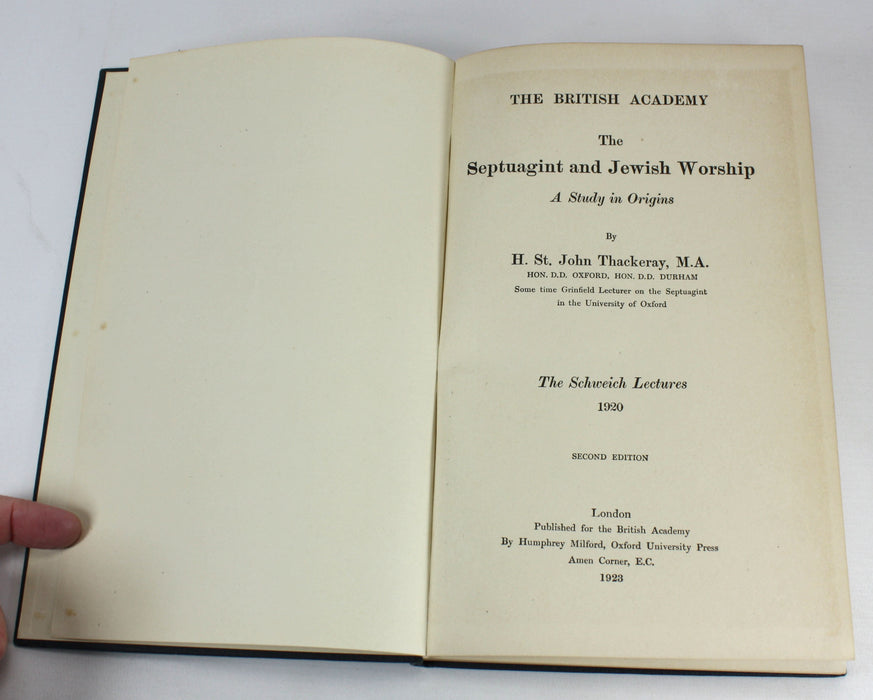 THE BRITISH ACADEMY
The
Septuagint and Jewish Worship
A Study in Origins
By
H. St. John Thackeray, M.A.
HON. D.D. OXFORD, HON. D.D. DURHAM
Some time Grinfield Lecturer on the Septuagint
in the University of Oxford
The Schweich Lectures
1920
SECOND EDITION
London
Published for the British Academy
By Humphrey Milford, Oxford University Press
Amen Corner, E.C.
1923